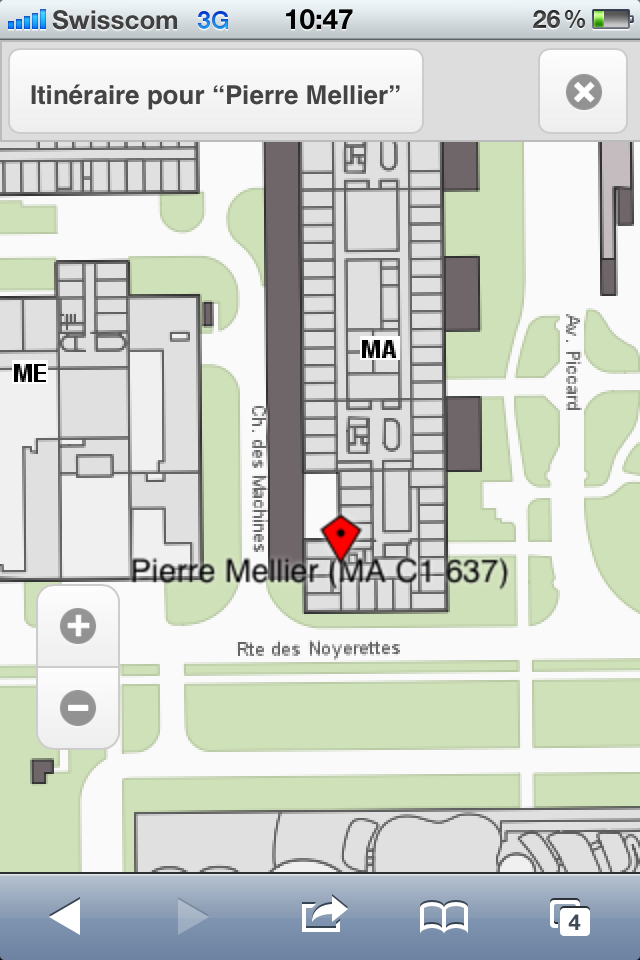 Swisscom 3G 10:47 26 %
Itinéraire pour “Pierre Mellier”
MA
Av. Piccard
ME
Ch. des Machines
Pierre Mellier (MA C1 637)
Rte des Noyerettes
4